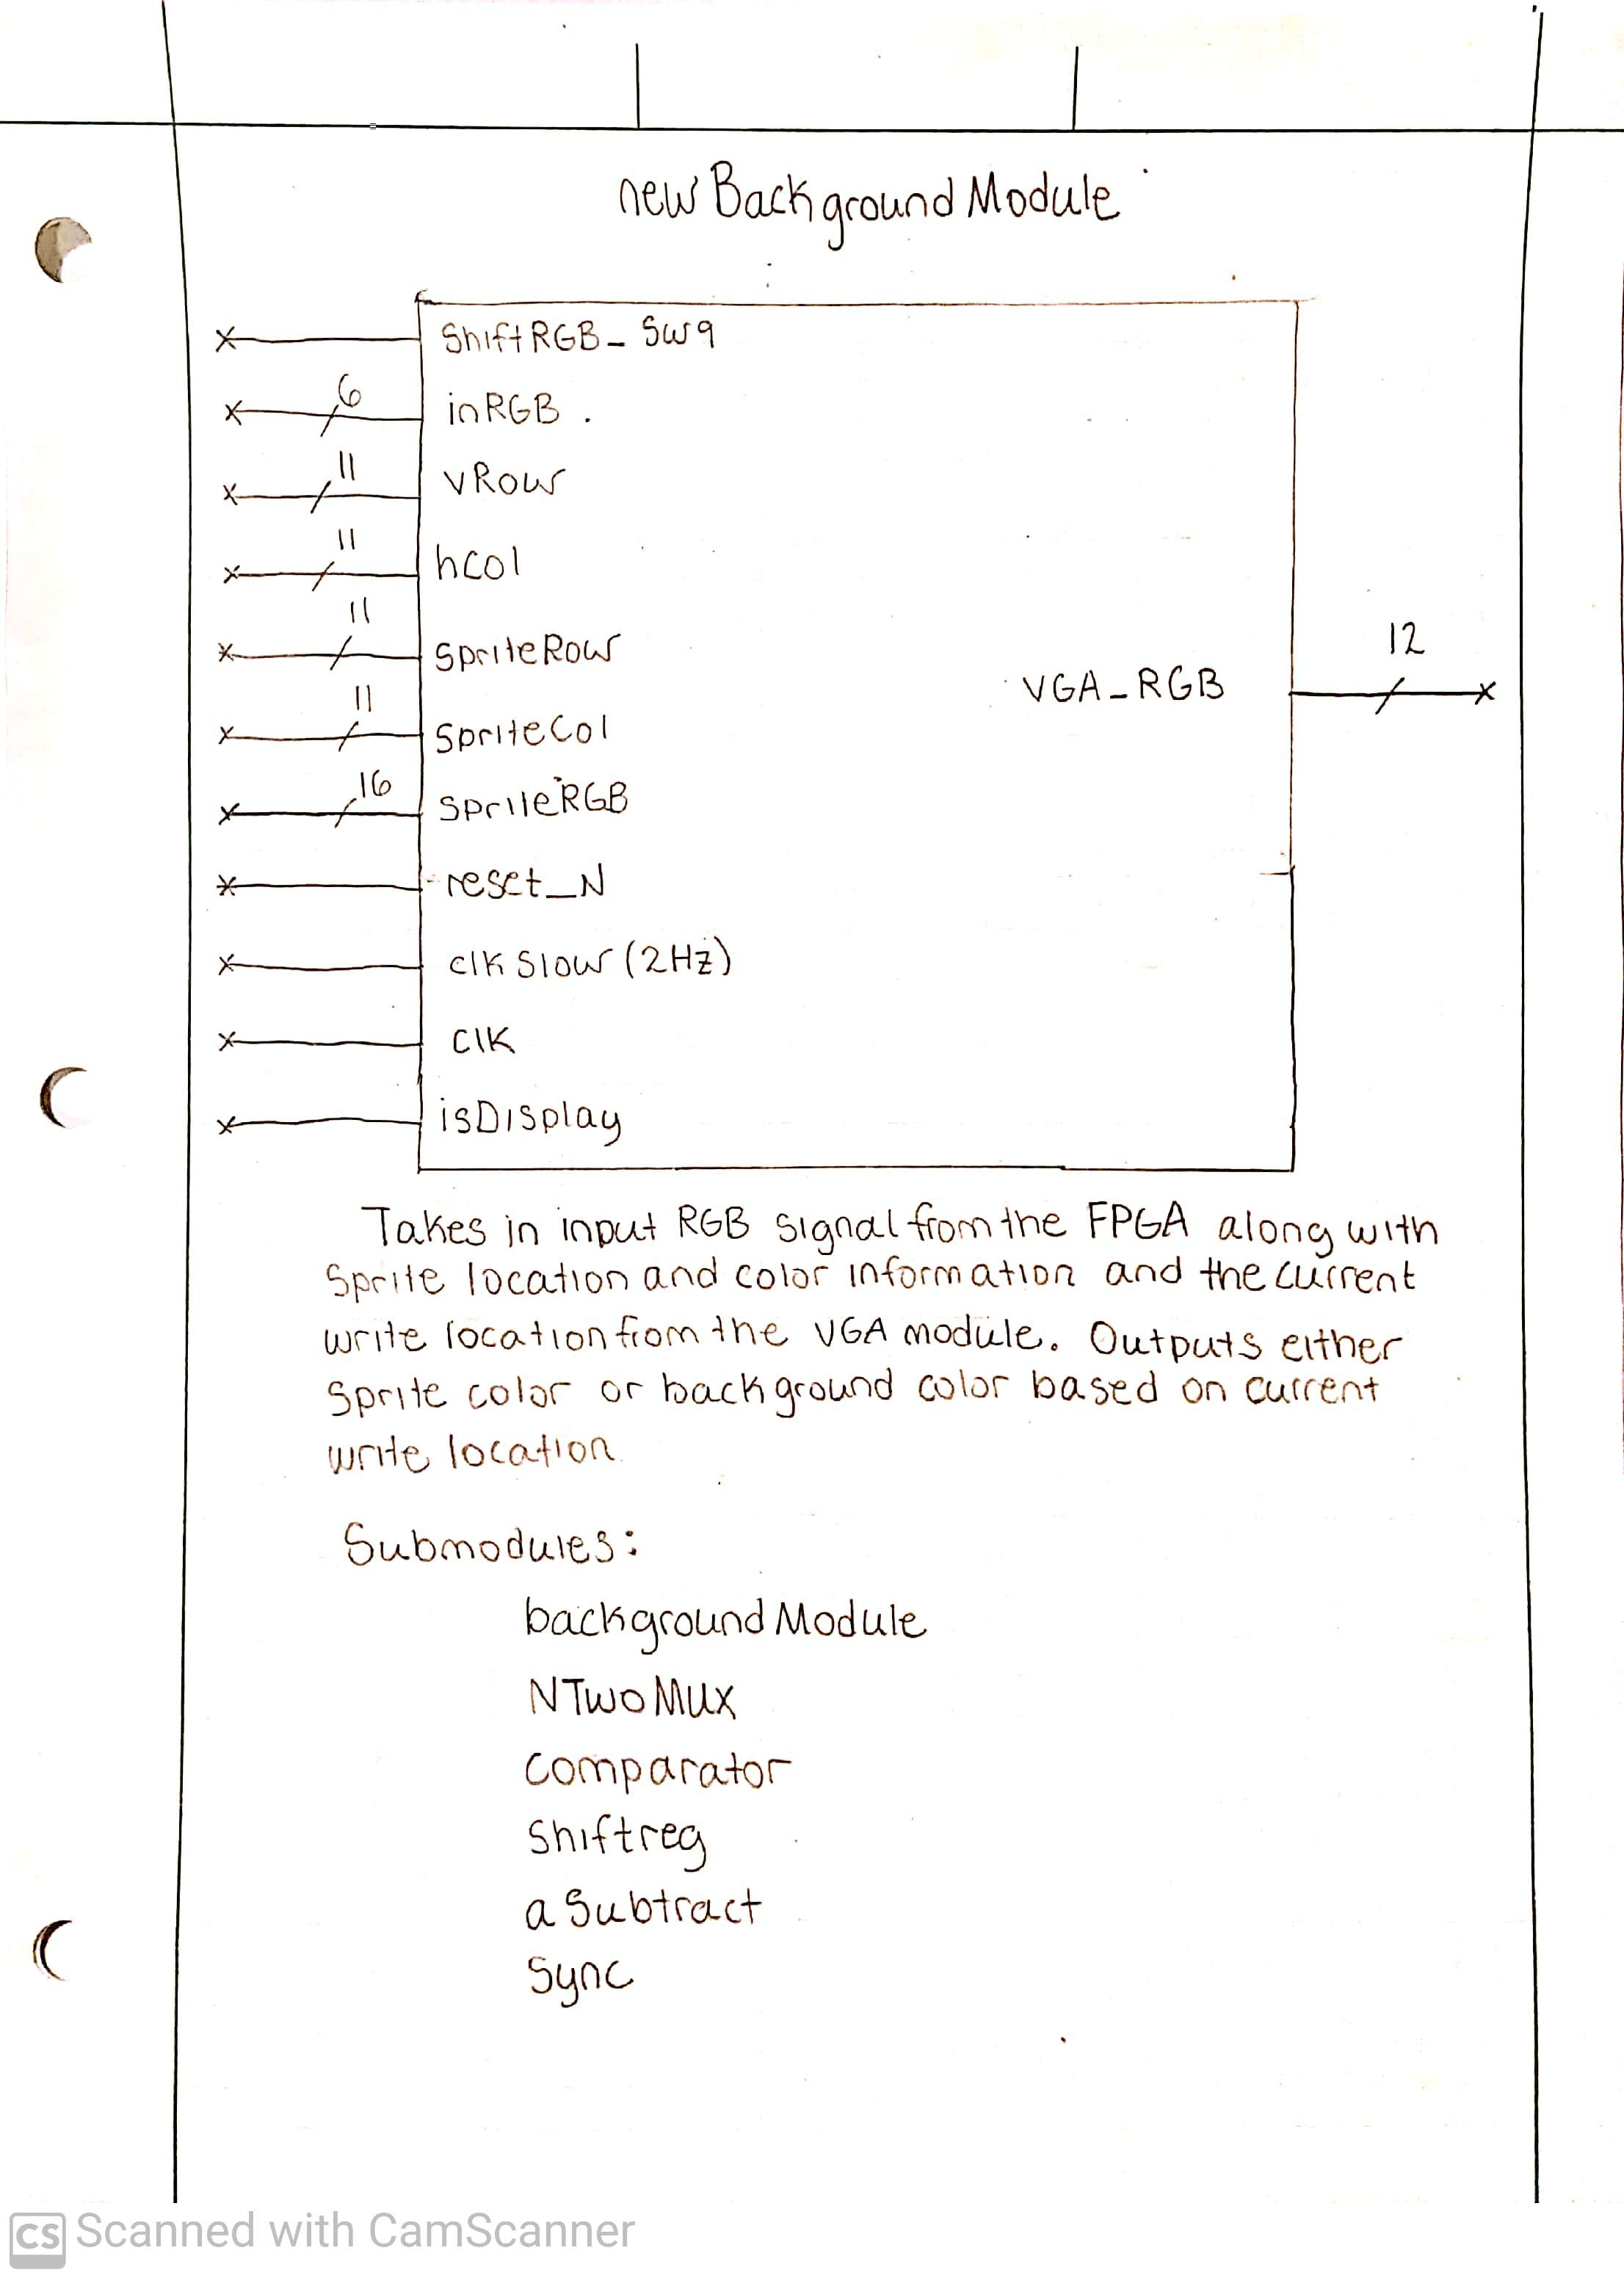 new Background Module
ShiftRGB_Sw9
6
inRGB
11
vRow
11
hCol
11
SpriteRow
11
SpriteCol
16
SpriteRGB
reset_N
clkSlow (2Hz)
clk
isDisplay
12
VGA_RGB
Takes in input RGB signal from the FPGA along with
Sprite location and color information and the current
write location from the VGA module. Outputs either
Sprite color or background color based on current
write location
Submodules:
backgroundModule
NTwoMux
Comparator
Shiftreg
aSubtract
Sync
CS Scanned with CamScanner